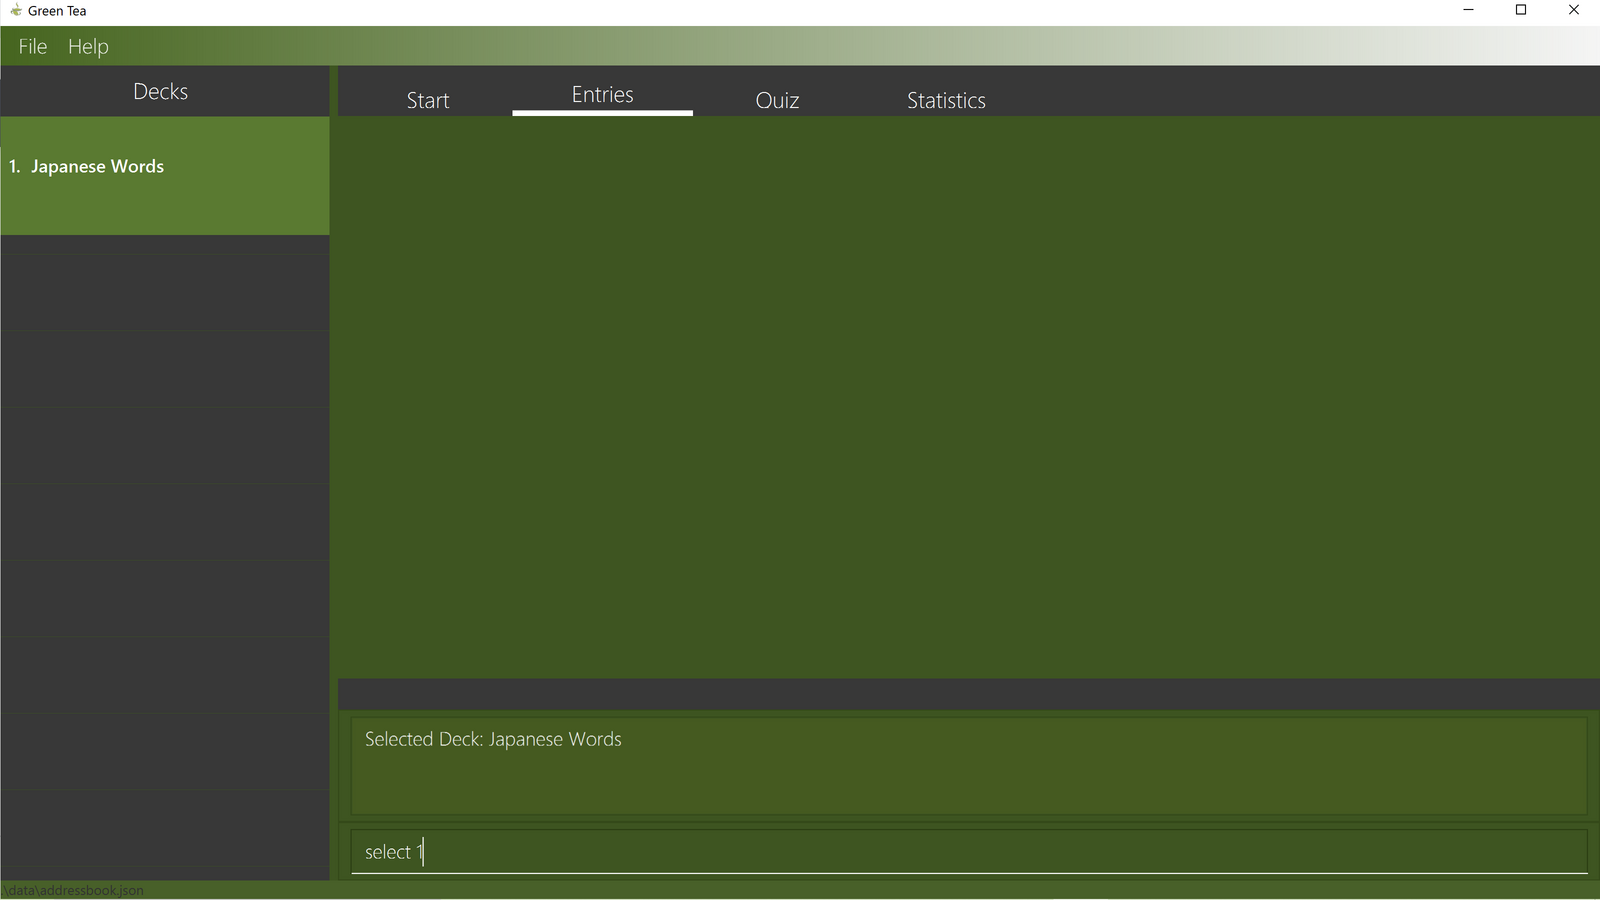 Green Tea
File Help
Decks
Start Entries Quiz Statistics
1. Japanese Words
Selected Deck: Japanese Words
select 1
.\data\addressbook.json